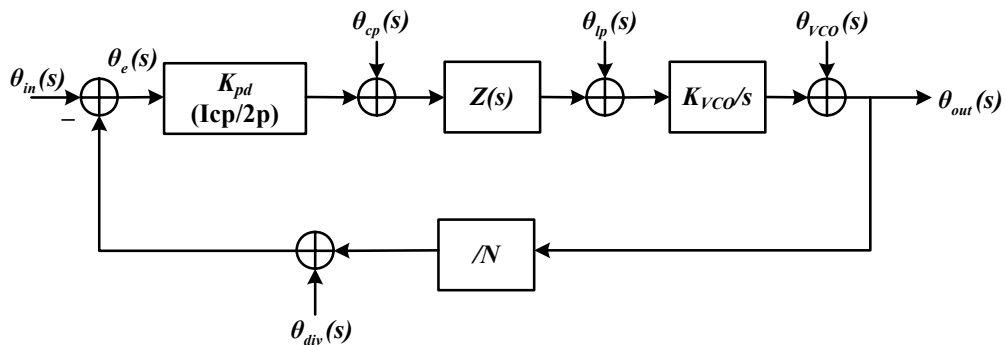 θcp(s)
θlp(s)
θVCO(s)
θin(s)
θe(s)
Kpd
(Icp/2p)
Z(s)
KVCO/s
θout(s)
−
/N
θdiv(s)